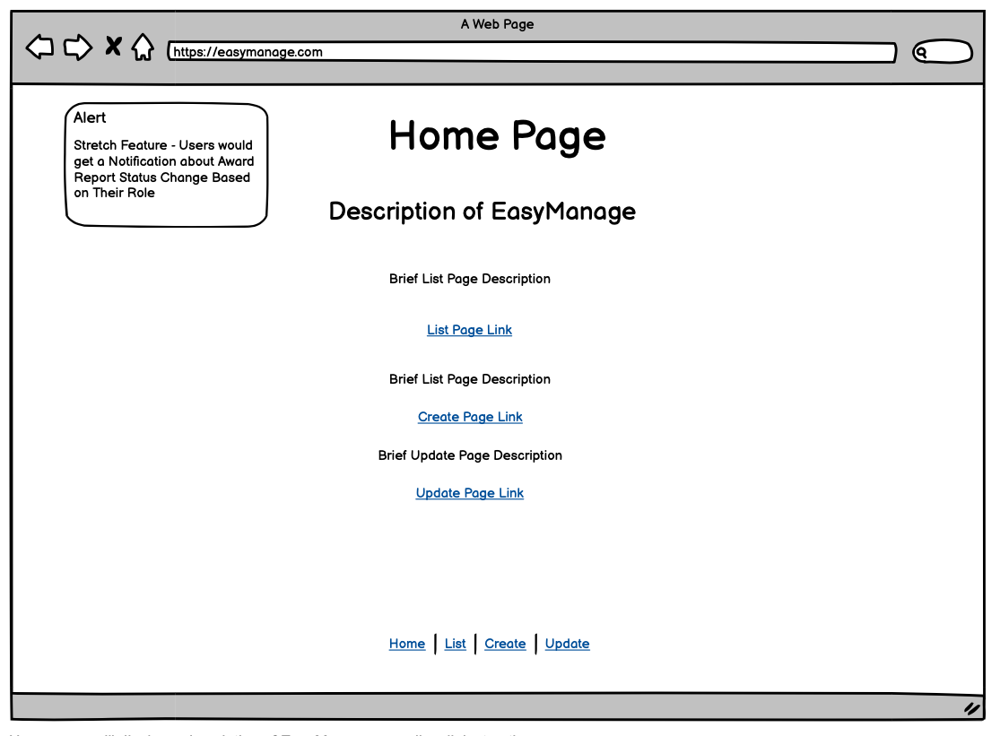 A Web Page
https://easymanage.com
Alert
Stretch Feature - Users would
get a Notification about Award
Report Status Change Based
on Their Role
Home Page
Description of EasyManage
Brief List Page Description
List Page Link
Brief List Page Description
Create Page Link
Brief Update Page Description
Update Page Link
Home | List | Create | Update